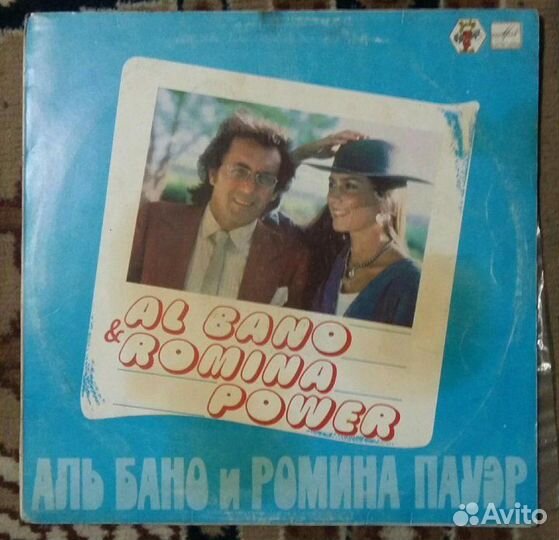 AL BANO
& ROMINA
POWER
АЛЬ БАНО и РОМИНА ПАУЭР
Avito